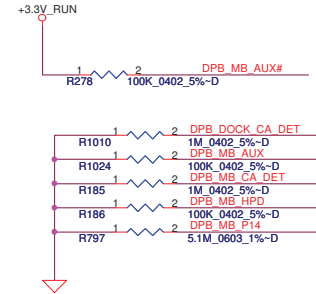 +3.3V_RUN
1 2 DPB_MB_AUX#
R278 100K_0402_5%~D
1 2 DPB_DOCK_CA_DET
R1010 1M_0402_5%~D
1 2 DPB_MB_AUX
R1024 100K_0402_5%~D
1 2 DPB_MB_CA_DET
R185 1M_0402_5%~D
1 2 DPB_MB_HPD
R186 100K_0402_5%~D
1 2 DPB_MB_P14
R797 5.1M_0603_1%~D